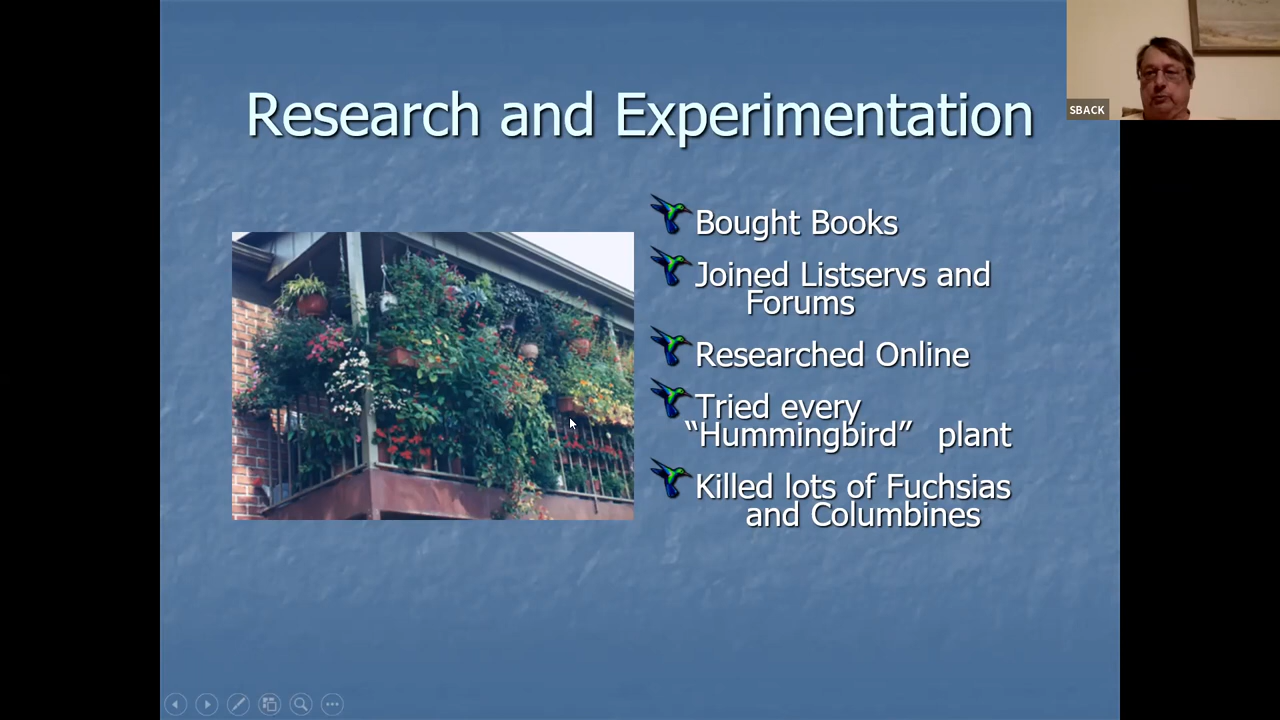 Research and Experimentation
SBACK
Bought Books
Joined Listservs and
Forums
Researched Online
Tried every
“Hummingbird” plant
Killed lots of Fuchsias
and Columbines